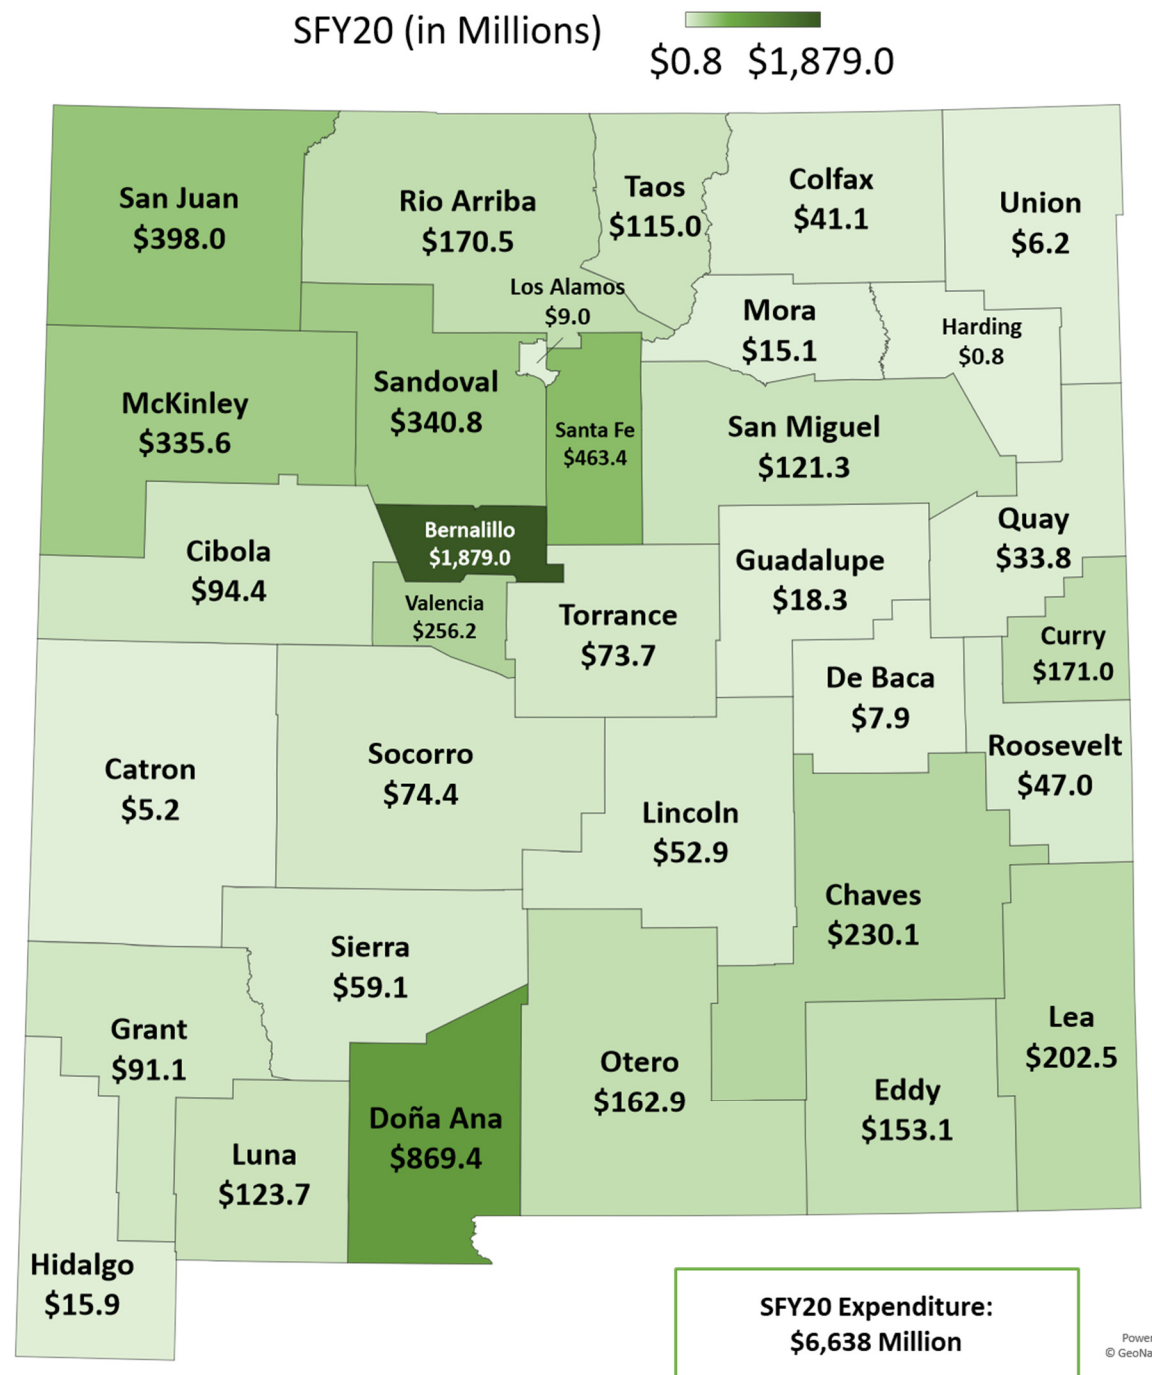 SFY20 (in Millions)
$0.8 $1,879.0
San Juan
$398.0
Rio Arriba
$170.5
Taos
$115.0
Colfax
$41.1
Union
$6.2
Los Alamos
$9.0
Mora
$15.1
Harding
$0.8
McKinley
$335.6
Sandoval
$340.8
Santa Fe
$463.4
San Miguel
$121.3
Quay
$33.8
Cibola
$94.4
Bernalillo
$1,879.0
Guadalupe
$18.3
Valencia
$256.2
Torrance
$73.7
Curry
$171.0
De Baca
$7.9
Catron
$5.2
Socorro
$74.4
Roosevelt
$47.0
Lincoln
$52.9
Chaves
$230.1
Sierra
$59.1
Grant
$91.1
Otero
$162.9
Lea
$202.5
Eddy
$153.1
Doña Ana
$869.4
Luna
$123.7
Hidalgo
$15.9
SFY20 Expenditure:
$6,638 Million
Power
© GeoNa